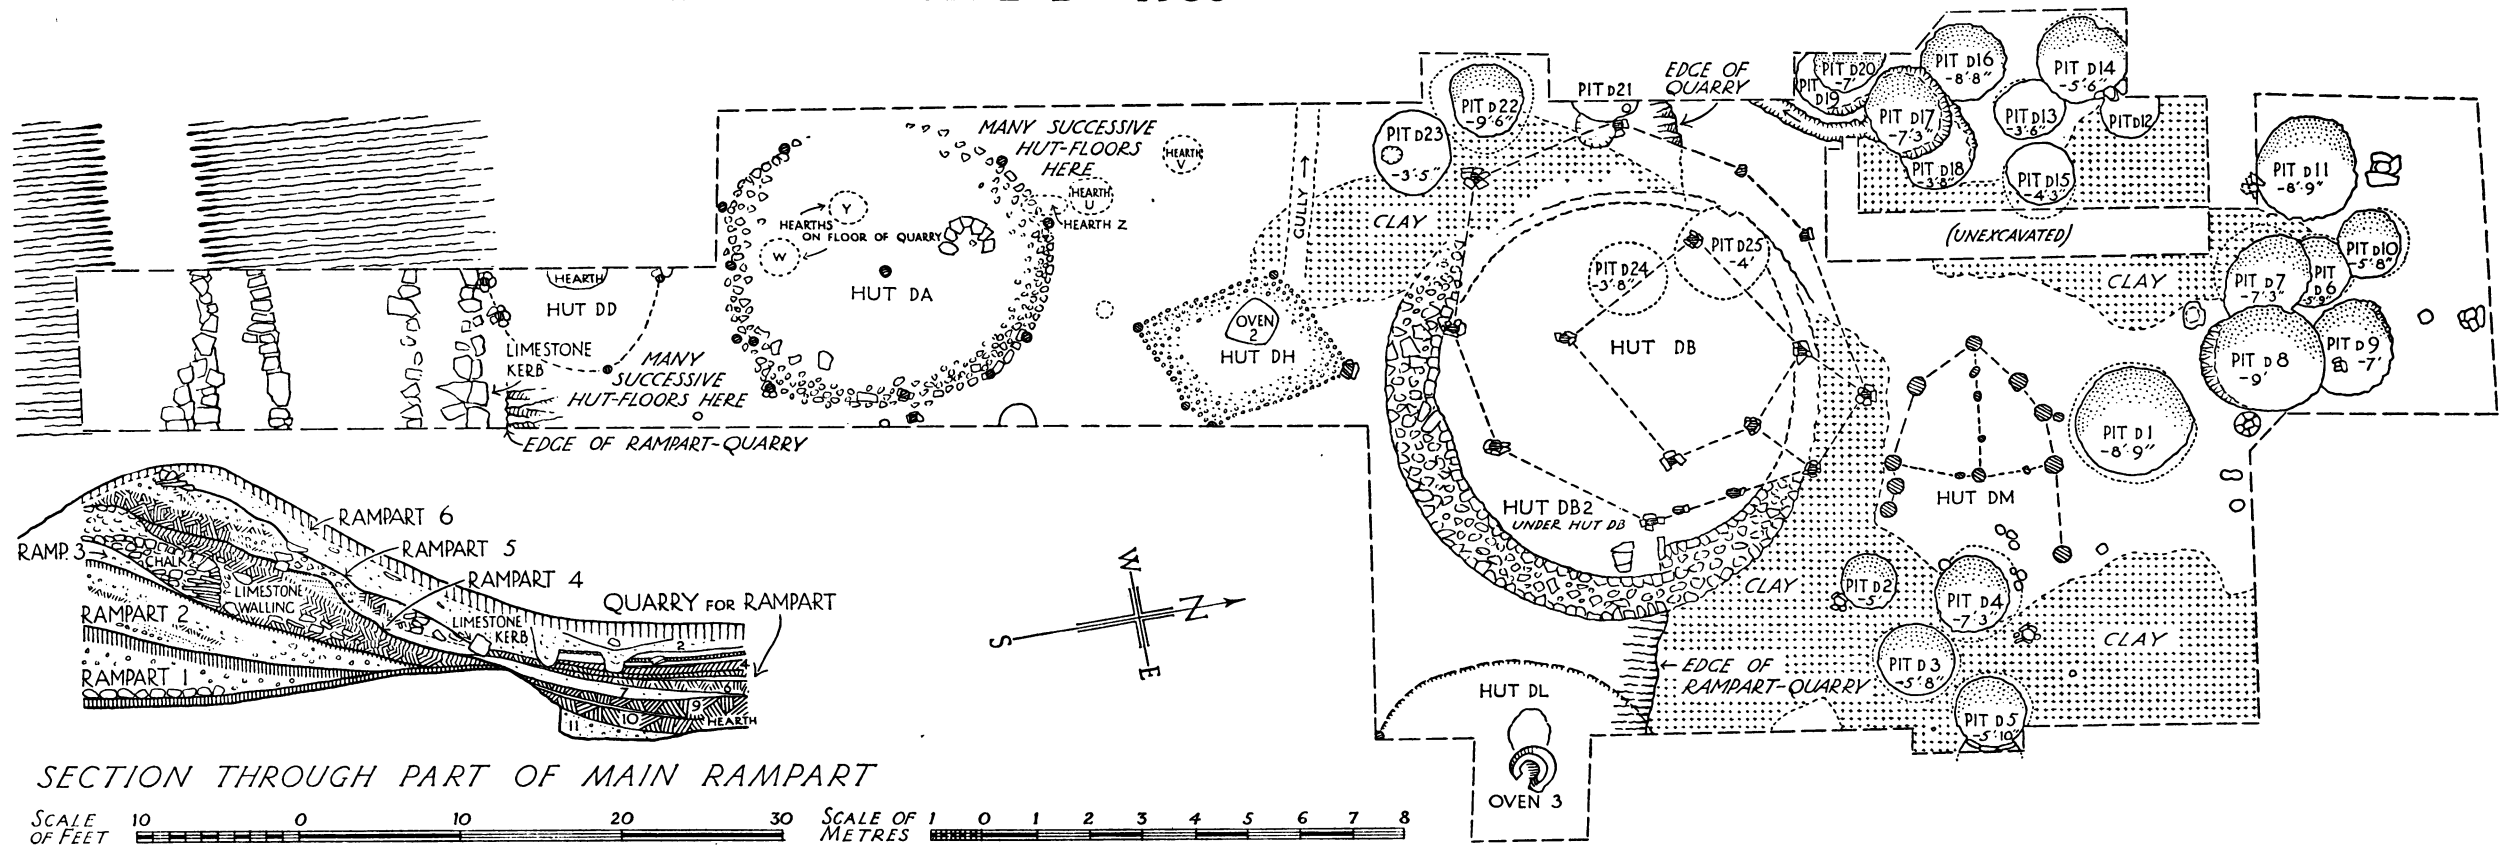 MANY SUCCESSIVE
HUT-FLOORS
HERE
HEARTH
V
HEARTH
U
HEARTH Z
Y
HEARTHS
ON FLOOR OF QUARRY
W
HUT DA
HEARTH
HUT DD
LIMESTONE
KERB
MANY
SUCCESSIVE
HUT-FLOORS HERE
EDGE OF RAMPART-QUARRY
GULLY
OVEN
2
HUT DH
CLAY
PIT D23
-3'5"
PIT D22
-9'6"
PIT D21
EDGE OF
QUARRY
PIT D20
-7'
PIT
D19
PIT D16
-8'8"
PIT D14
-5'6"
PIT D17
-7'3"
PIT D13
-3'6"
PIT D12
PIT D18
-3'8"
PIT D15
-4'3"
(UNEXCAVATED)
PIT D11
-8'9"
PIT D10
-5'8"
PIT D7
-7'3"
PIT
D6
-5'9"
PIT D8
-9'
PIT D9
-7'
CLAY
PIT D24
-3'8"
PIT D25
-4'
HUT DB
HUT DB2
UNDER HUT DB
PIT D1
-8'9"
HUT DM
CLAY
PIT D2
-5'
PIT D4
-7'3"
PIT D3
-5'8"
PIT D5
-5'10"
CLAY
EDGE OF
RAMPART-QUARRY
HUT DL
OVEN 3
W
N
S
E
RAMPART 6
RAMP. 3
RAMPART 5
CHALK
RAMPART 4
LIMESTONE
WALLING
RAMPART 2
QUARRY FOR RAMPART
LIMESTONE
KERB
1
2
4
RAMPART 1
6
7
9
10
11
HEARTH
SECTION THROUGH PART OF MAIN RAMPART
SCALE
OF FEET
10 0 10 20 30
SCALE OF
METRES
1 0 1 2 3 4 5 6 7 8